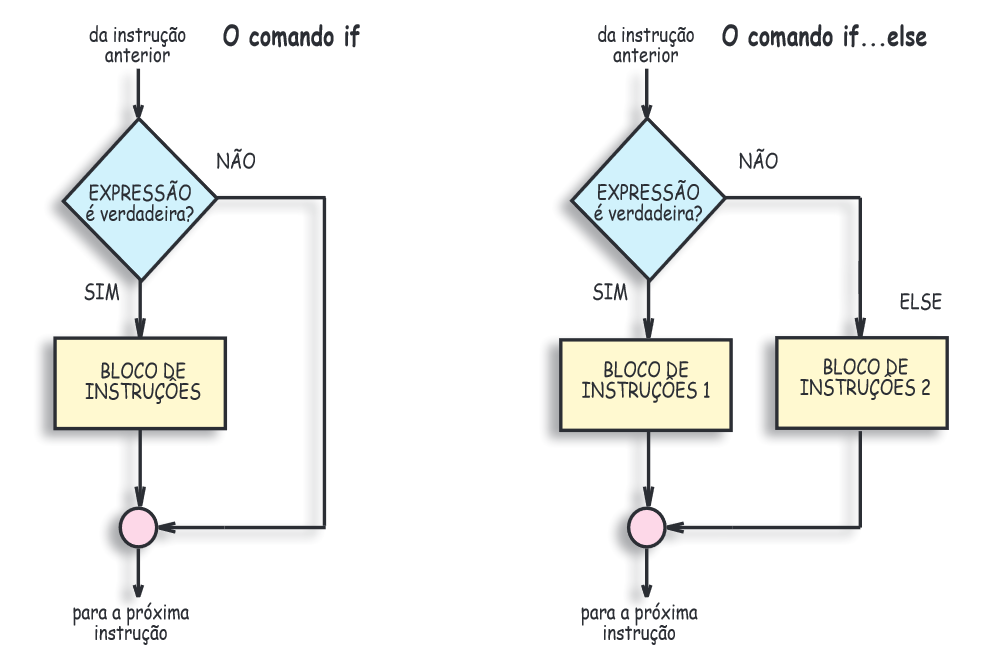 da instrução
anterior
O comando if
NÃO
EXPRESSÃO
é verdadeira?
SIM
BLOCO DE
INSTRUÇÕES
para a próxima
instrução
da instrução
anterior
O comando if...else
NÃO
EXPRESSÃO
é verdadeira?
SIM
ELSE
BLOCO DE
INSTRUÇÕES 1
BLOCO DE
INSTRUÇÕES 2
para a próxima
instrução